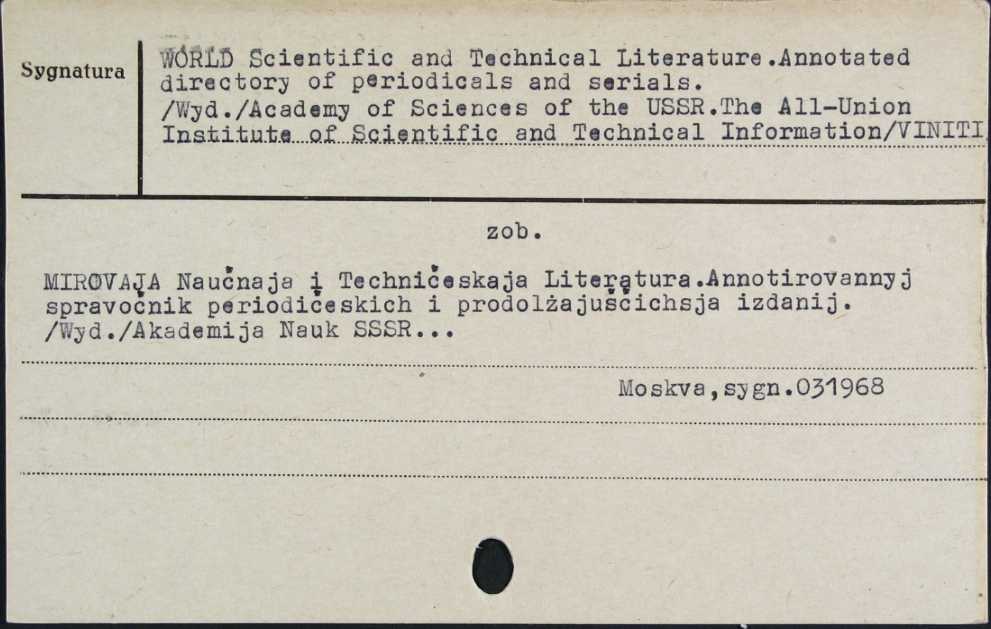 Sygnatura
WORLD Scientific and Technical Literature.Annotated
directory of periodicals and serials.
/Wyd./Academy of Sciences of the USSR.The All-Union
Institute of Scientific and Technical Information/VINITI
zob.
MIROVAJA Naučnaja i Techničeskaja Literatura.Annotirovannyj
spravočnik periodičeskich i prodolżajuščichsja izdanij.
/Wyd./Akademija Nauk SSSR...
Moskva,sygn.031968